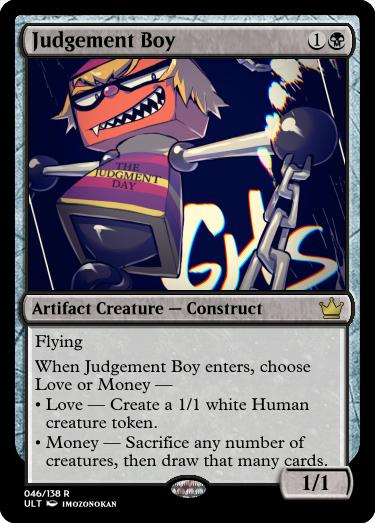 Judgement Boy 1
THE
JUDGMENT
DAY
GHS
Artifact Creature — Construct
Flying
When Judgement Boy enters, choose
Love or Money —
• Love — Create a 1/1 white Human
creature token.
• Money — Sacrifice any number of
creatures, then draw that many cards.
1/1
046/138 R
ULT IMOZONOKAN